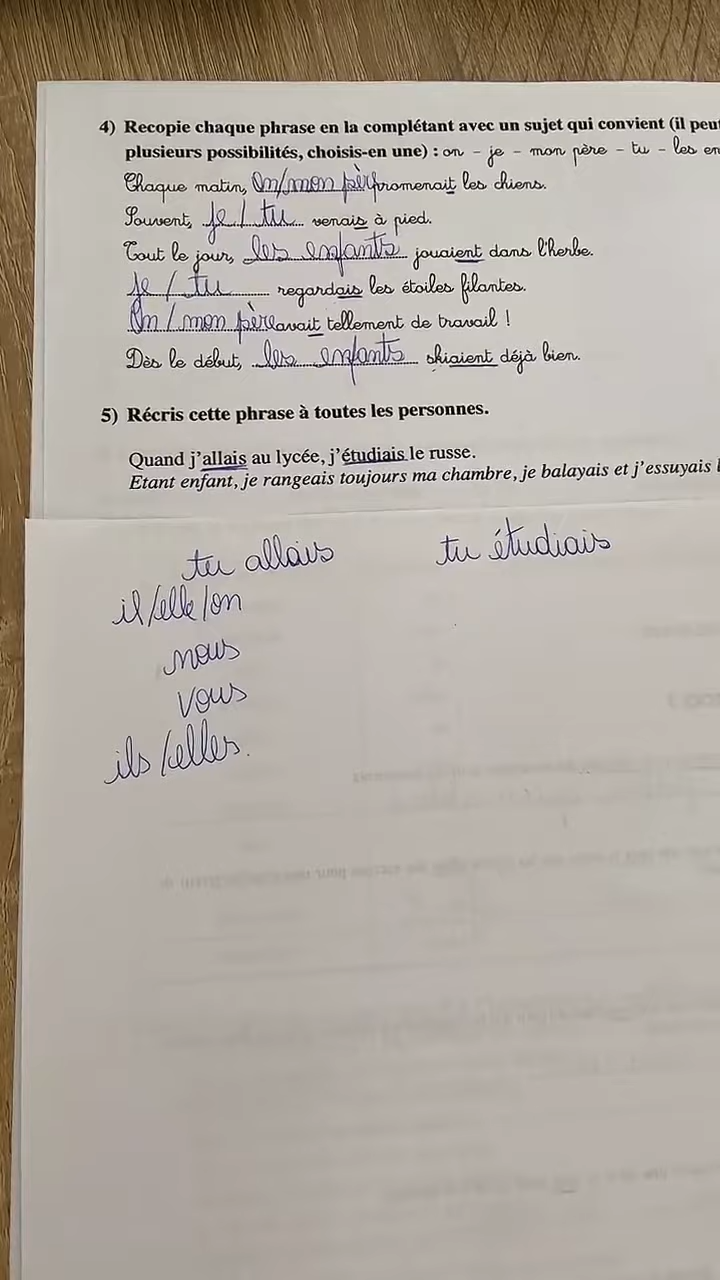 4) Recopie chaque phrase en la complétant avec un sujet qui convient (il peut
plusieurs possibilités, choisis-en une) : on - je - mon père - tu - les en
Chaque matin, On/mon père promenait les chiens.
Souvent, je / tu venais à pied.
Tout le jour, les enfants jouaient dans l'herbe.
je / tu regardais les étoiles filantes.
On / mon père avait tellement de travail !
Dès le début, les enfants skiaient déjà bien.
5) Récris cette phrase à toutes les personnes.
Quand j'allais au lycée, j'étudiais le russe.
Etant enfant, je rangeais toujours ma chambre, je balayais et j'essuyais
tu allais tu étudiais
il/elle/on
nous
vous
ils/elles.